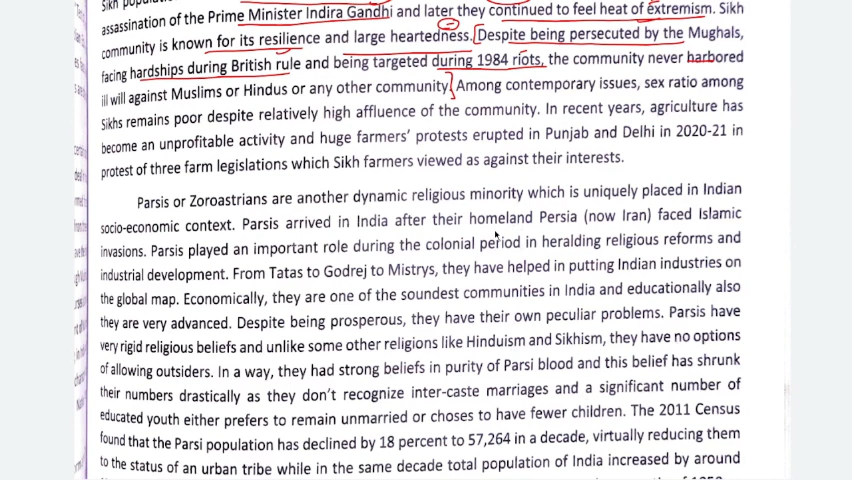 Sikh
assassination of the Prime Minister Indira Gandhi and later they continued to feel heat of extremism. Sikh
community is known for its resilience and large heartedness. [Despite being persecuted by the Mughals,
facing hardships during British rule and being targeted during 1984 riots, the community never harbored
ill will against Muslims or Hindus or any other community.] Among contemporary issues, sex ratio among
Sikhs remains poor despite relatively high affluence of the community. In recent years, agriculture has
become an unprofitable activity and huge farmers' protests erupted in Punjab and Delhi in 2020-21 in
protest of three farm legislations which Sikh farmers viewed as against their interests.
Parsis or Zoroastrians are another dynamic religious minority which is uniquely placed in Indian
socio-economic context. Parsis arrived in India after their homeland Persia (now Iran) faced Islamic
invasions. Parsis played an important role during the colonial period in heralding religious reforms and
industrial development. From Tatas to Godrej to Mistrys, they have helped in putting Indian industries on
the global map. Economically, they are one of the soundest communities in India and educationally also
they are very advanced. Despite being prosperous, they have their own peculiar problems. Parsis have
very rigid religious beliefs and unlike some other religions like Hinduism and Sikhism, they have no options
of allowing outsiders. In a way, they had strong beliefs in purity of Parsi blood and this belief has shrunk
their numbers drastically as they don't recognize inter-caste marriages and a significant number of
educated youth either prefers to remain unmarried or choses to have fewer children. The 2011 Census
found that the Parsi population has declined by 18 percent to 57,264 in a decade, virtually reducing them
to the status of an urban tribe while in the same decade total population of India increased by around